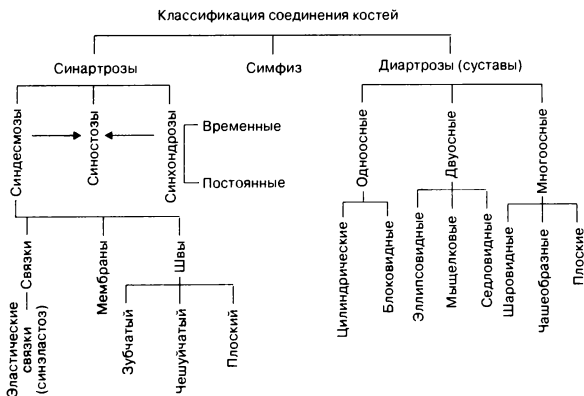 Классификация соединения костей
Синартрозы
Симфиз
Диартрозы (суставы)
Синдесмозы
Синостозы
Синхондрозы
Временные
Постоянные
Одноосные
Двуосные
Многоосные
Связки
Эластические
связки
(синэластоз)
Мембраны
Швы
Зубчатый
Чешуйчатый
Плоский
Цилиндрические
Блоковидные
Эллипсовидные
Мыщелковые
Седловидные
Шаровидные
Чашеобразные
Плоские